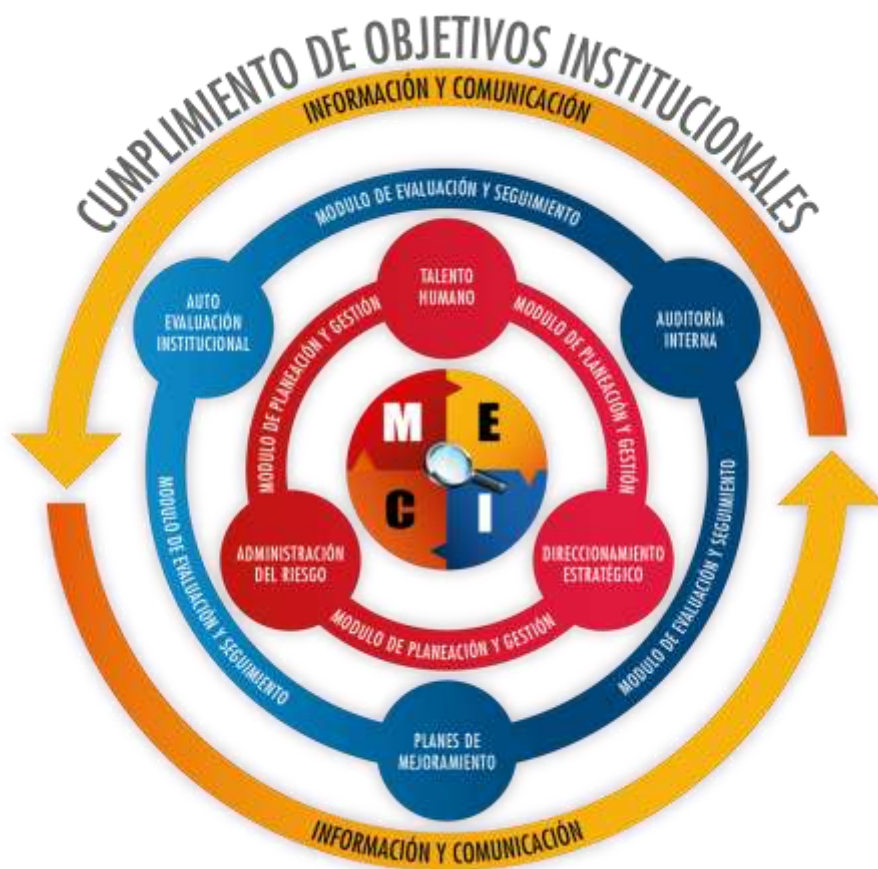 CUMPLIMIENTO DE OBJETIVOS INSTITUCIONALES
INFORMACIÓN Y COMUNICACIÓN
MODULO DE EVALUACIÓN Y SEGUIMIENTO
TALENTO
HUMANO
AUTO
EVALUACIÓN
INSTITUCIONAL
AUDITORÍA
INTERNA
MODULO DE PLANEACIÓN Y GESTIÓN
MODULO DE PLANEACIÓN Y GESTIÓN
M E
C I
ADMINISTRACIÓN
DEL RIESGO
DIRECCIONAMIENTO
ESTRATÉGICO
MODULO DE PLANEACIÓN Y GESTIÓN
MODULO DE EVALUACIÓN Y SEGUIMIENTO
MODULO DE EVALUACIÓN Y SEGUIMIENTO
PLANES DE
MEJORAMIENTO
INFORMACIÓN Y COMUNICACIÓN